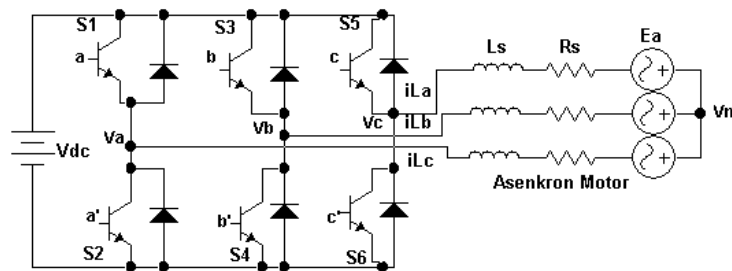 S1 S3 S5
a b c
Ls Rs Ea
iLa
Va Vb Vc iLb Vn
Vdc iLc
Asenkron Motor
a' b' c'
S2 S4 S6